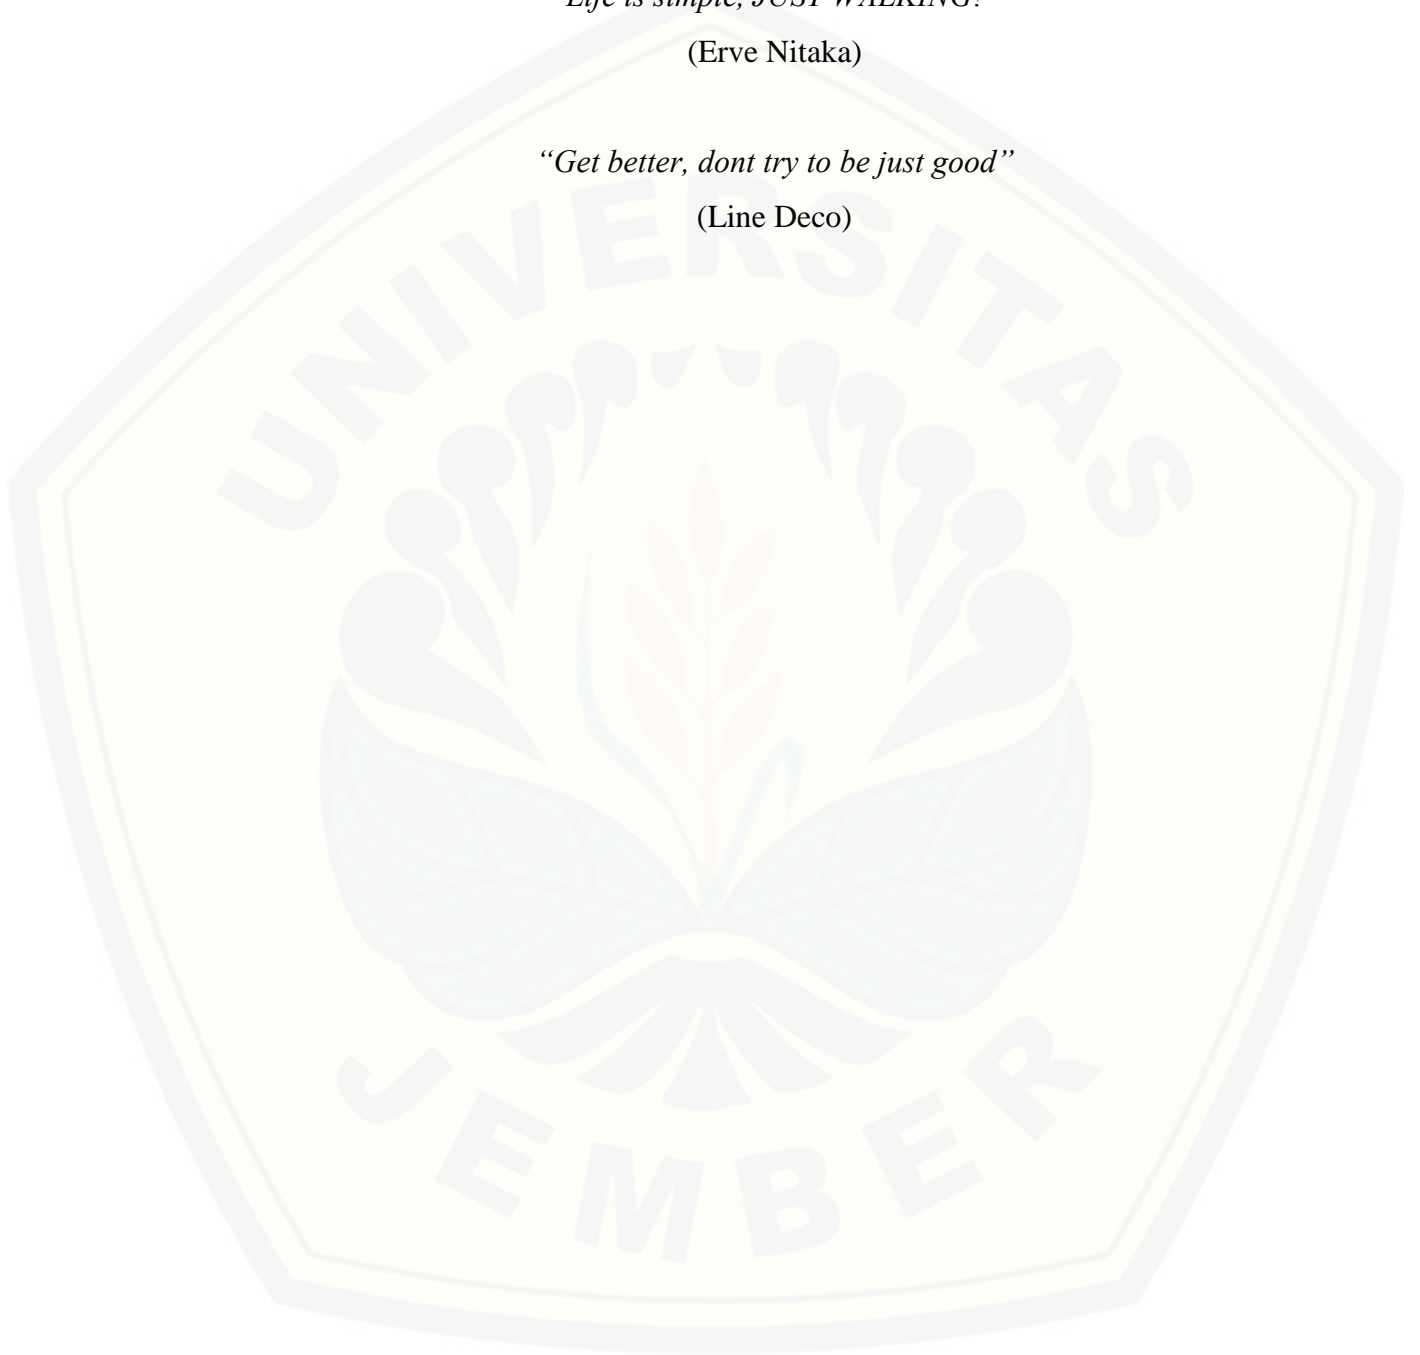 Life is simple, JUST WALKING!
(Erve Nitaka)
“Get better, dont try to be just good”
(Line Deco)
UNIVERSITAS
JEMBER